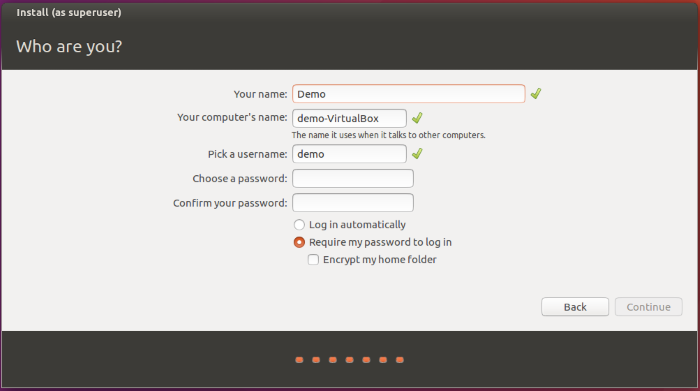 Install (as superuser)
Who are you?
Your name: Demo
Your computer's name: demo-VirtualBox
The name it uses when it talks to other computers.
Pick a username: demo
Choose a password:
Confirm your password:
Log in automatically
Require my password to log in
Encrypt my home folder
Back Continue